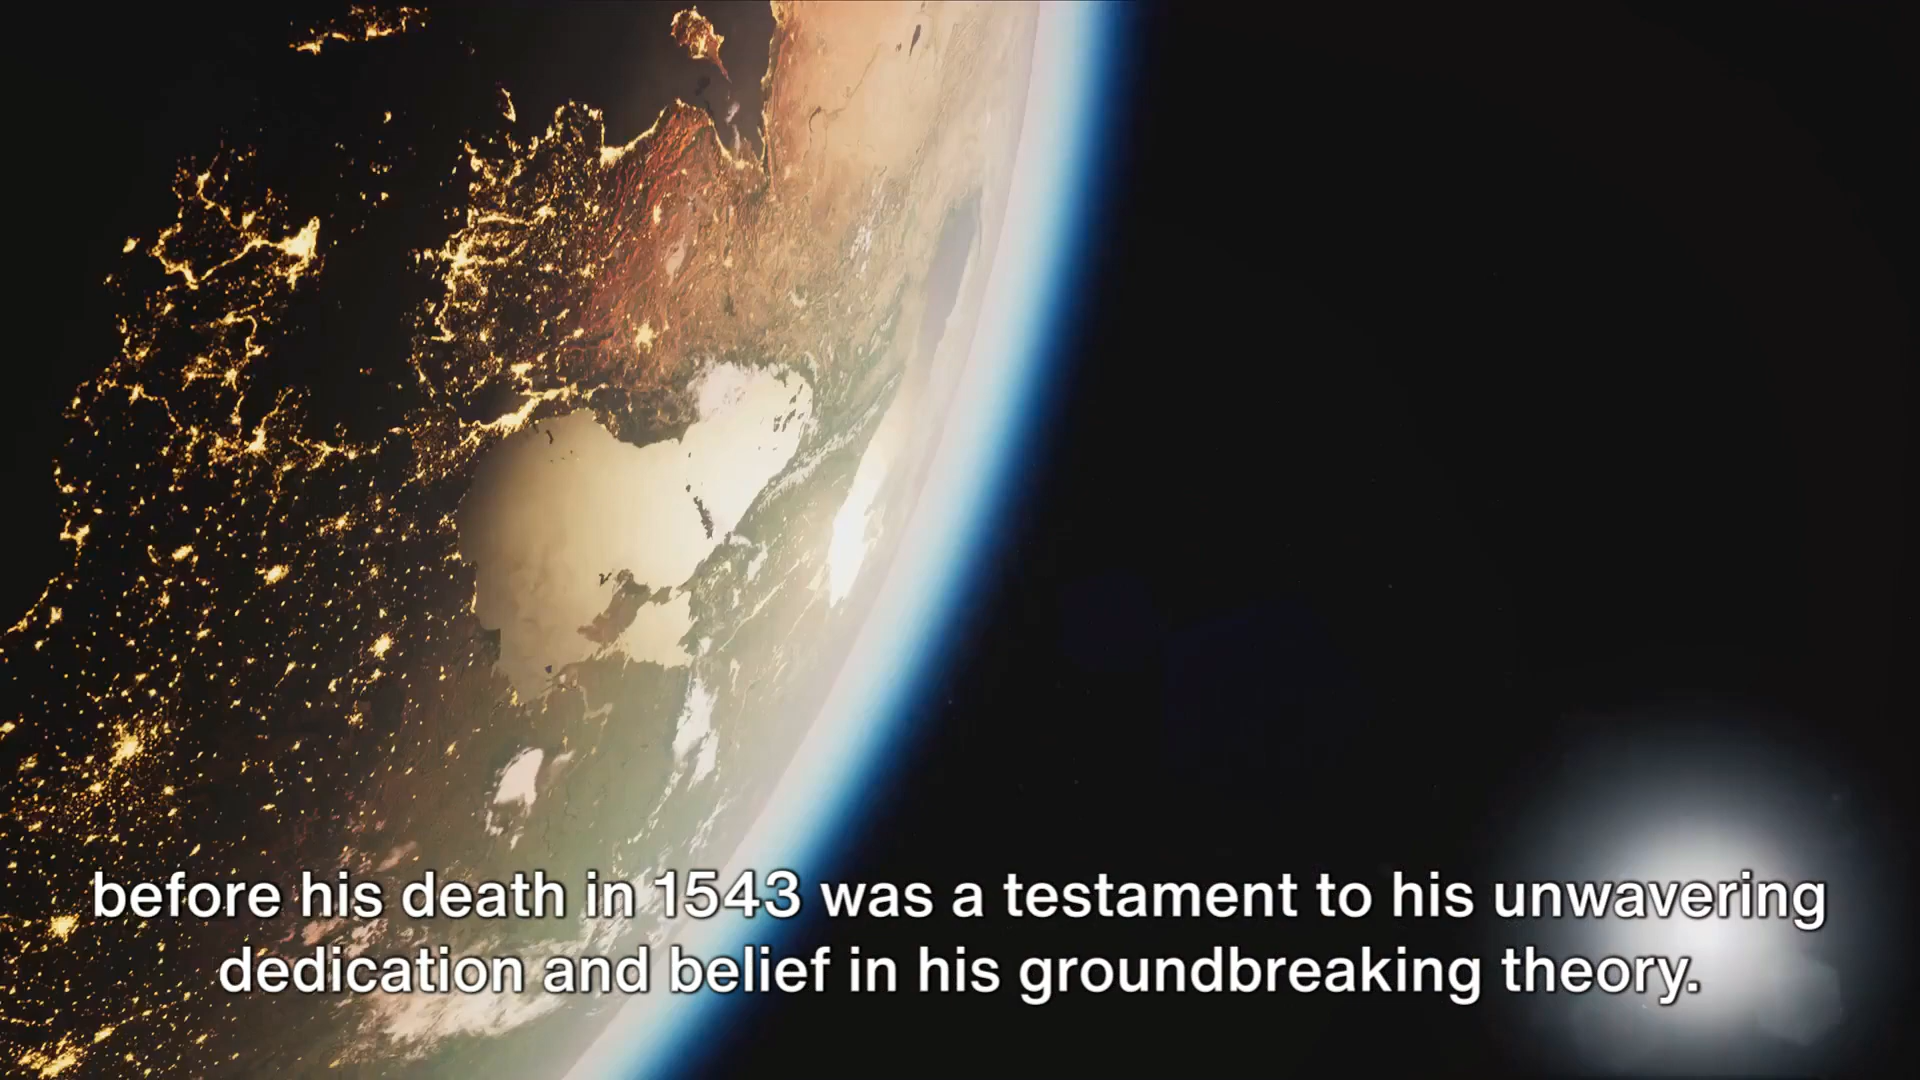 before his death in 1543 was a testament to his unwavering
dedication and belief in his groundbreaking theory.